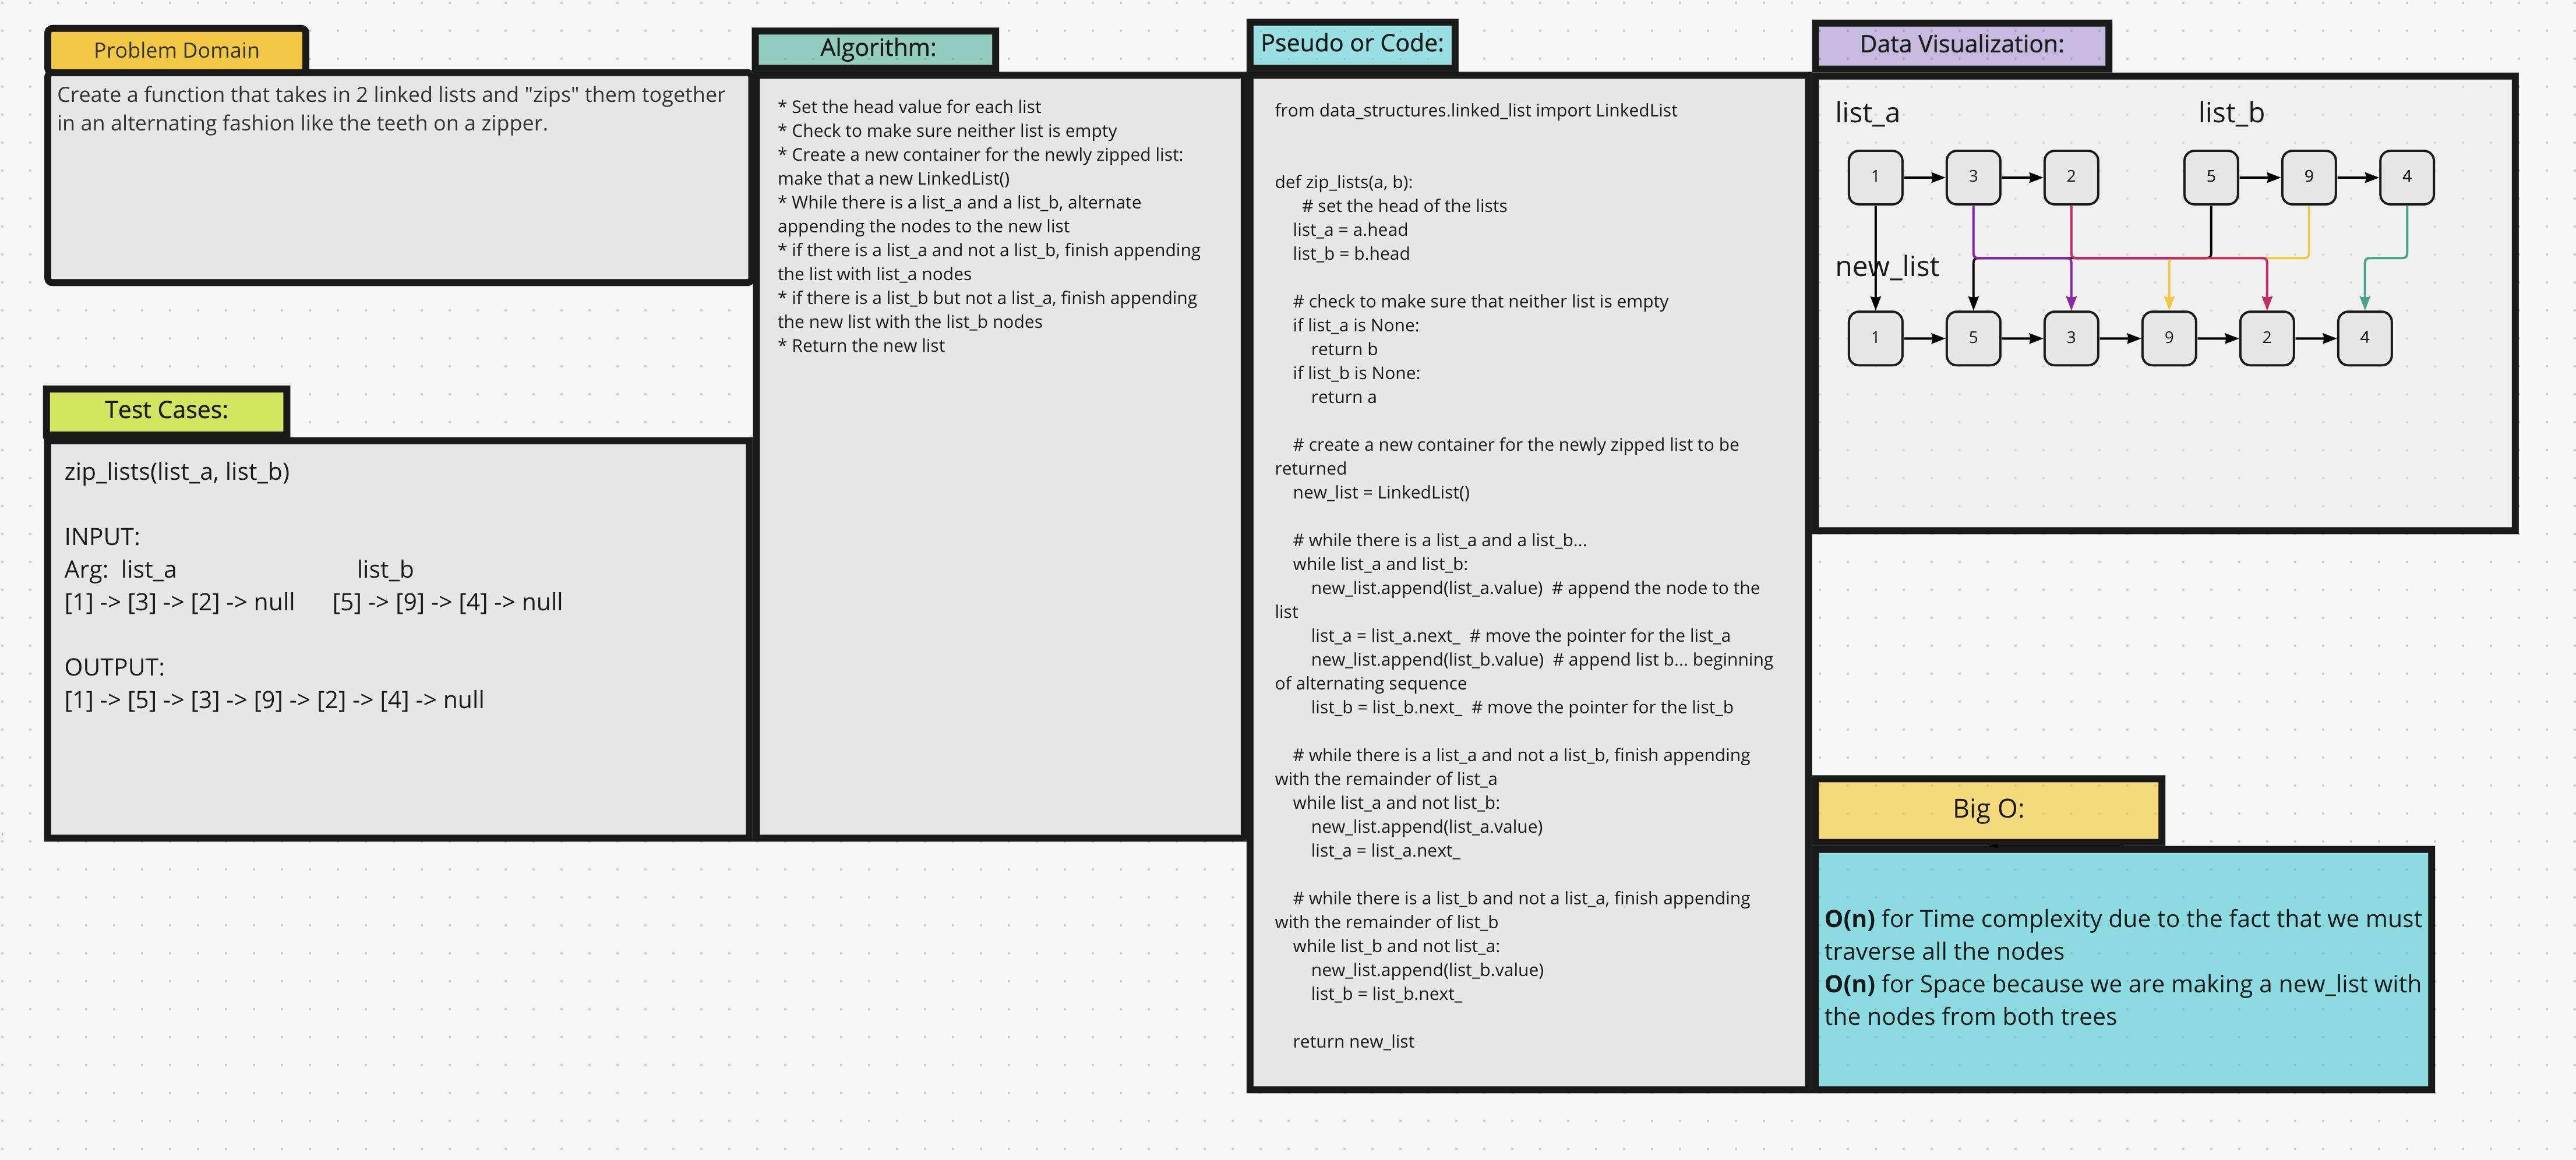 Problem Domain
Create a function that takes in 2 linked lists and "zips" them together
in an alternating fashion like the teeth on a zipper.
Test Cases:
zip_lists(list_a, list_b)
INPUT:
Arg:  list_a                             list_b
[1] -> [3] -> [2] -> null      [5] -> [9] -> [4] -> null
OUTPUT:
[1] -> [5] -> [3] -> [9] -> [2] -> [4] -> null
Algorithm:
* Set the head value for each list
* Check to make sure neither list is empty
* Create a new container for the newly zipped list:
make that a new LinkedList()
* While there is a list_a and a list_b, alternate
appending the nodes to the new list
* if there is a list_a and not a list_b, finish appending
the list with list_a nodes
* if there is a list_b but not a list_a, finish appending
the new list with the list_b nodes
* Return the new list
Pseudo or Code:
from data_structures.linked_list import LinkedList
def zip_lists(a, b):
      # set the head of the lists
    list_a = a.head
    list_b = b.head
    # check to make sure that neither list is empty
    if list_a is None:
        return b
    if list_b is None:
        return a
    # create a new container for the newly zipped list to be
returned
    new_list = LinkedList()
    # while there is a list_a and a list_b...
    while list_a and list_b:
        new_list.append(list_a.value)  # append the node to the
list
        list_a = list_a.next_  # move the pointer for the list_a
        new_list.append(list_b.value)  # append list b... beginning
of alternating sequence
        list_b = list_b.next_  # move the pointer for the list_b
    # while there is a list_a and not a list_b, finish appending
with the remainder of list_a
    while list_a and not list_b:
        new_list.append(list_a.value)
        list_a = list_a.next_
    # while there is a list_b and not a list_a, finish appending
with the remainder of list_b
    while list_b and not list_a:
        new_list.append(list_b.value)
        list_b = list_b.next_
    return new_list
Data Visualization:
list_a list_b
1 3 2 5 9 4
new_list
1 5 3 9 2 4
Big O:
O(n) for Time complexity due to the fact that we must
traverse all the nodes
O(n) for Space because we are making a new_list with
the nodes from both trees